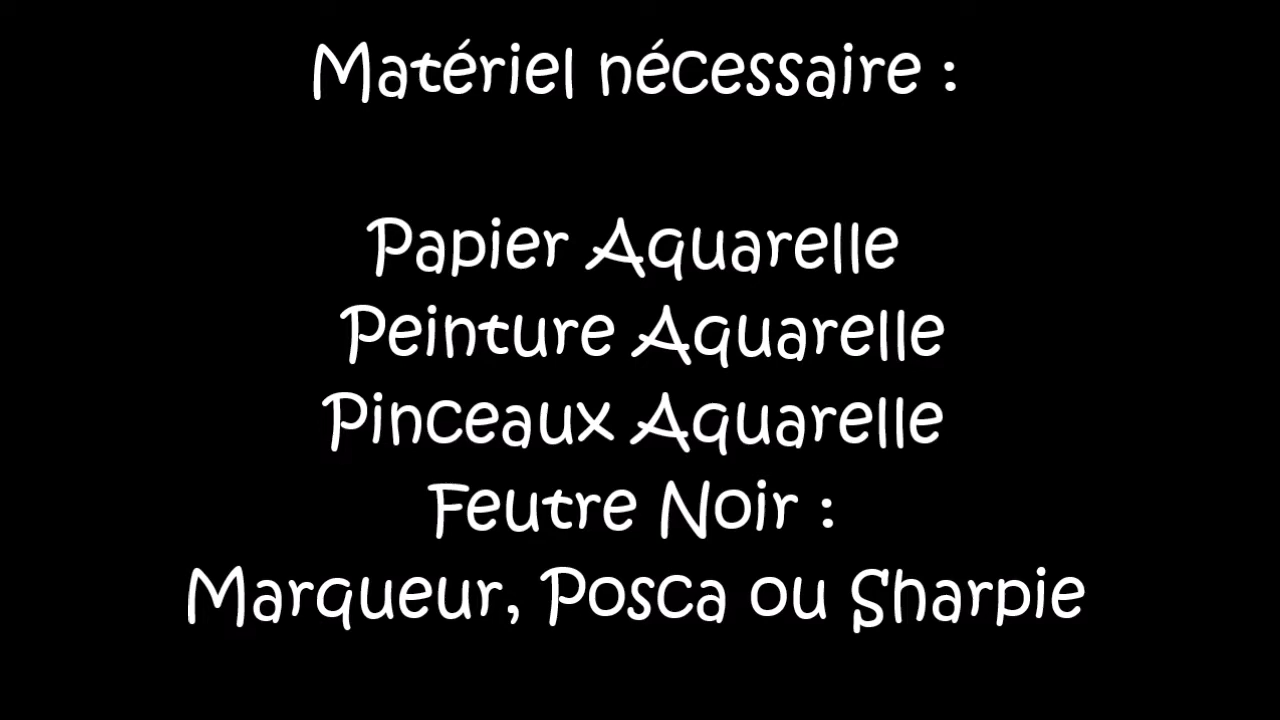 Matériel nécessaire :
Papier Aquarelle
Peinture Aquarelle
Pinceaux Aquarelle
Feutre Noir :
Marqueur, Posca ou Sharpie